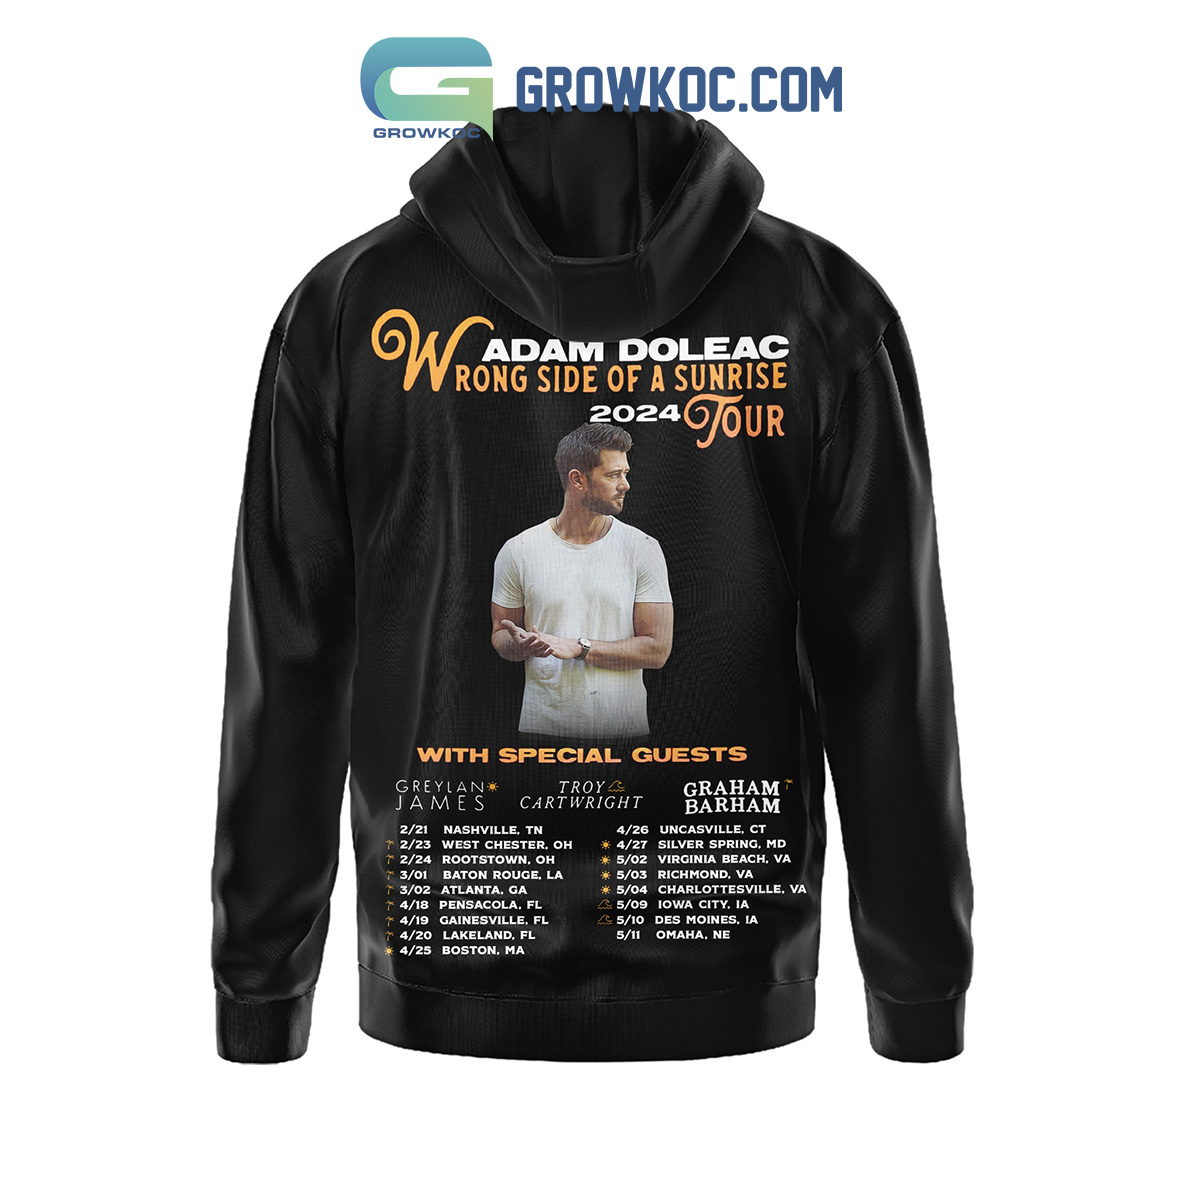 GROWKOC
GROWKOC.COM
ADAM DOLEAC
WRONG SIDE OF A SUNRISE
2024 TOUR
WITH SPECIAL GUESTS
GREYLAN
JAMES
TROY
CARTWRIGHT
GRAHAM
BARHAM
2/21 NASHVILLE, TN
2/23 WEST CHESTER, OH
2/24 ROOTSTOWN, OH
3/01 BATON ROUGE, LA
3/02 ATLANTA, GA
4/18 PENSACOLA, FL
4/19 GAINESVILLE, FL
4/20 LAKELAND, FL
4/25 BOSTON, MA
4/26 UNCASVILLE, CT
4/27 SILVER SPRING, MD
5/02 VIRGINIA BEACH, VA
5/03 RICHMOND, VA
5/04 CHARLOTTESVILLE, VA
5/09 IOWA CITY, IA
5/10 DES MOINES, IA
5/11 OMAHA, NE